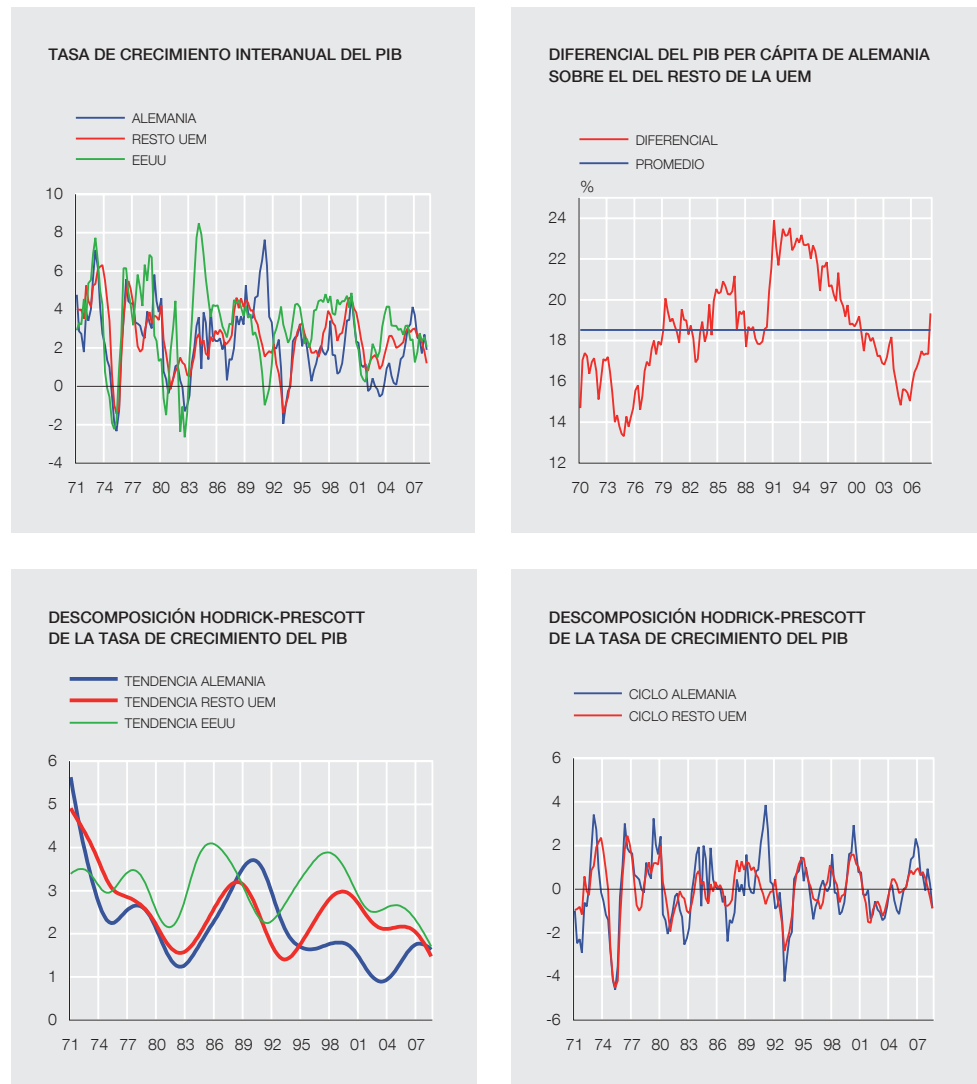 TASA DE CRECIMIENTO INTERANUAL DEL PIB
ALEMANIA
RESTO UEM
EEUU
10
8
6
4
2
0
-2
-4
71 74 77 80 83 86 89 92 95 98 01 04 07
DIFERENCIAL DEL PIB PER CÁPITA DE ALEMANIA
SOBRE EL DEL RESTO DE LA UEM
DIFERENCIAL
PROMEDIO
%
24
22
20
18
16
14
12
70 73 76 79 82 85 88 91 94 97 00 03 06
DESCOMPOSICIÓN HODRICK-PRESCOTT
DE LA TASA DE CRECIMIENTO DEL PIB
TENDENCIA ALEMANIA
TENDENCIA RESTO UEM
TENDENCIA EEUU
6
5
4
3
2
1
0
71 74 77 80 83 86 89 92 95 98 01 04 07
DESCOMPOSICIÓN HODRICK-PRESCOTT
DE LA TASA DE CRECIMIENTO DEL PIB
CICLO ALEMANIA
CICLO RESTO UEM
6
4
2
0
-2
-4
-6
71 74 77 80 83 86 89 92 95 98 01 04 07